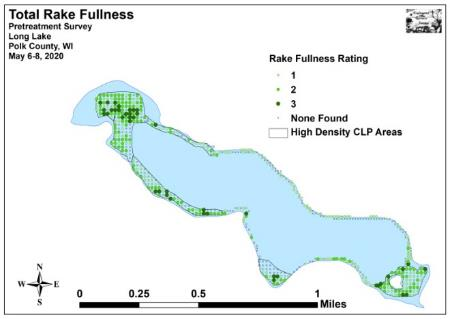 Total Rake Fullness
Pretreatment Survey
Long Lake
Polk County, WI
May 6-8, 2020
Rake Fullness Rating
1
2
3
None Found
High Density CLP Areas
N
W E
S
0 0.25 0.5 1
Miles